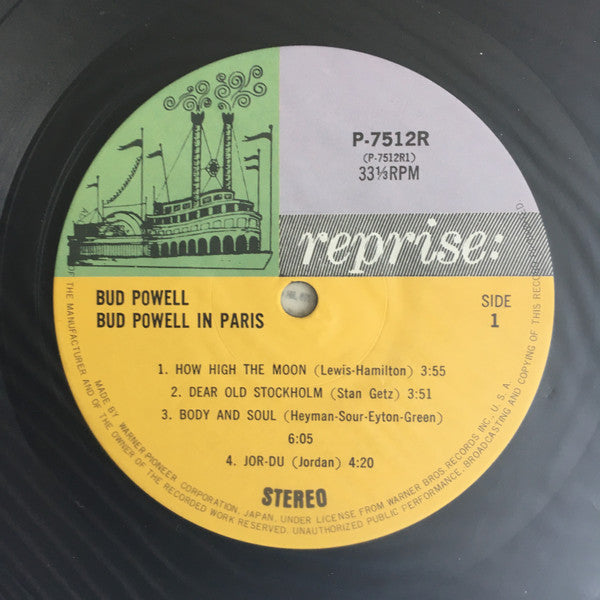 P-7512R
(P-7512R1)
33⅓RPM
reprise:
BUD POWELL
BUD POWELL IN PARIS
SIDE
1
1. HOW HIGH THE MOON (Lewis-Hamilton) 3:55
2. DEAR OLD STOCKHOLM (Stan Getz) 3:51
3. BODY AND SOUL (Heyman-Sour-Eyton-Green)
6:05
4. JOR-DU (Jordan) 4:20
STEREO
MADE BY WARNER-PIONEER CORPORATION, JAPAN, UNDER LICENSE FROM WARNER BROS. RECORDS INC., U.S.A.
OF THE MANUFACTURER AND OF THE OWNER OF THE RECORDED WORK RESERVED. UNAUTHORIZED PUBLIC PERFORMANCE, BROADCASTING AND COPYING OF THIS RECORD